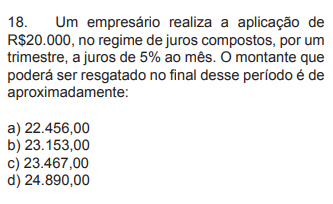 18. Um empresário realiza a aplicação de
R$20.000, no regime de juros compostos, por um
trimestre, a juros de 5% ao mês. O montante que
poderá ser resgatado no final desse período é de
aproximadamente:
a) 22.456,00
b) 23.153,00
c) 23.467,00
d) 24.890,00